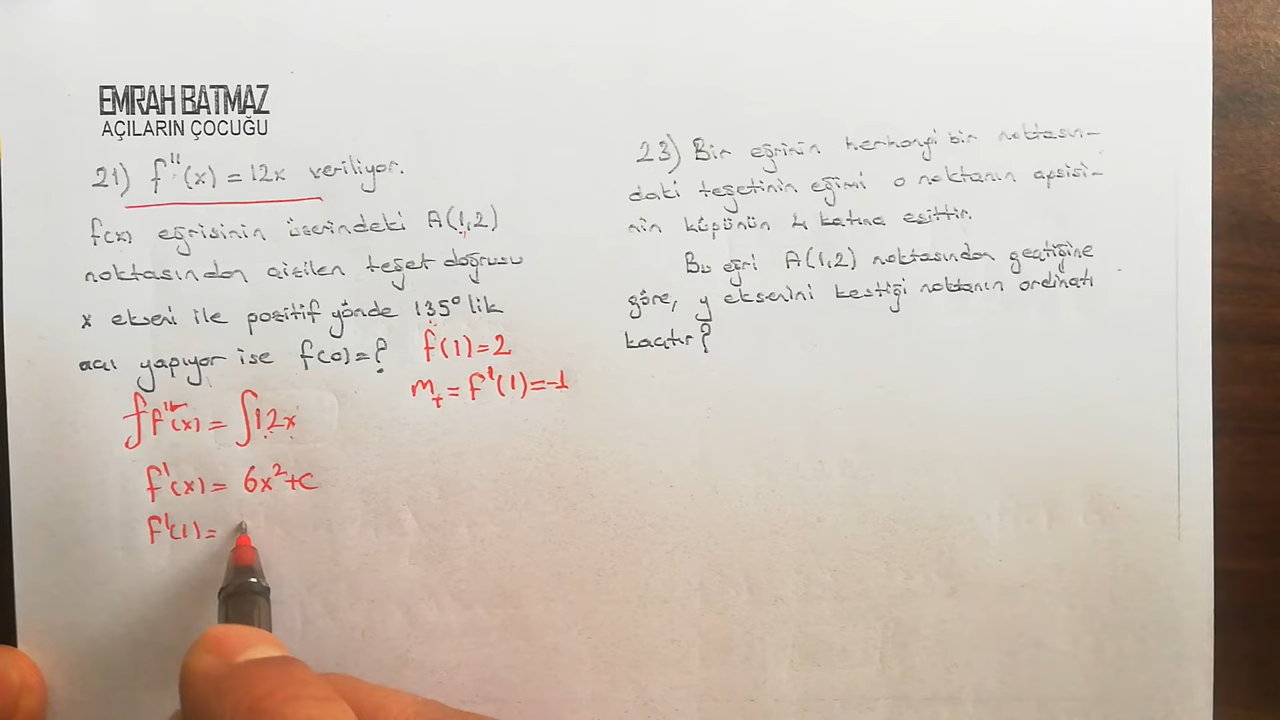 EMRAH BATMAZ
AÇILARIN ÇOCUĞU
21) f''(x) = 12x veriliyor.
f(x) eğrisinin üzerindeki A(1,2)
noktasından çizilen teğet doğrusu
x ekseni ile pozitif yönde 135° lik
açı yapıyor ise f(0)=?
f(1)=2
m_t = f'(1)=-1
∫f''(x) = ∫12x
f'(x) = 6x²+c
f'(1) =
23) Bir eğrinin herhangi bir noktasın-
daki teğetinin eğimi o noktanın apsisi-
nin küpünün 4 katına eşittir.
Bu eğri A(1,2) noktasından geçtiğine
göre, y eksenini kestiği noktanın ordinatı
kaçtır?